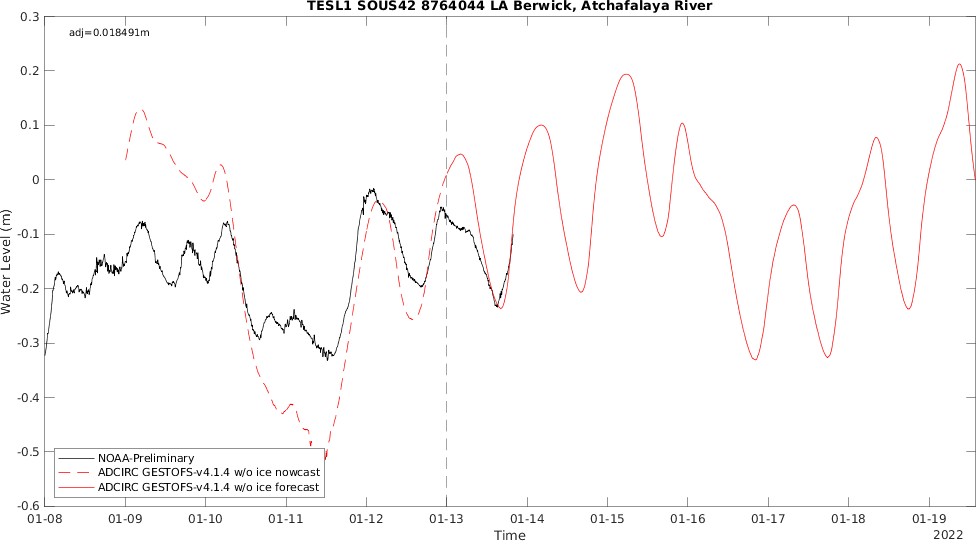 TESL1 SOUS42 8764044 LA Berwick, Atchafalaya River
adj=0.018491m
0.3
0.2
0.1
0
-0.1
-0.2
-0.3
-0.4
-0.5
-0.6
Water Level (m)
NOAA-Preliminary
ADCIRC GESTOFS-v4.1.4 w/o ice nowcast
ADCIRC GESTOFS-v4.1.4 w/o ice forecast
01-08 01-09 01-10 01-11 01-12 01-13 01-14 01-15 01-16 01-17 01-18 01-19
Time
2022